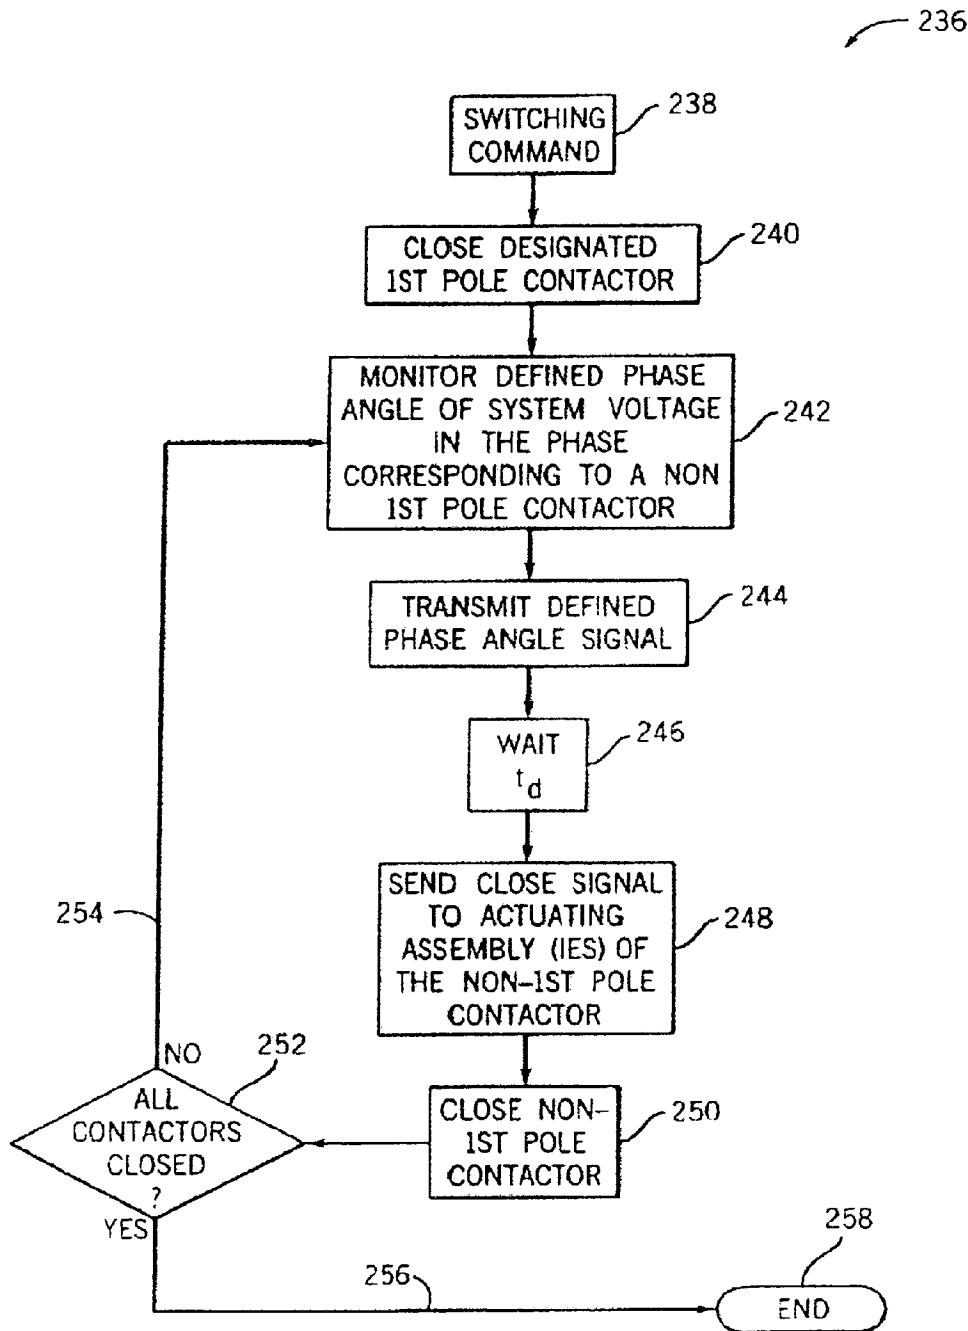 236
SWITCHING
COMMAND
238
CLOSE DESIGNATED
1ST POLE CONTACTOR
240
MONITOR DEFINED PHASE
ANGLE OF SYSTEM VOLTAGE
IN THE PHASE
CORRESPONDING TO A NON
1ST POLE CONTACTOR
242
TRANSMIT DEFINED
PHASE ANGLE SIGNAL
244
WAIT
td
246
SEND CLOSE SIGNAL
TO ACTUATING
ASSEMBLY (IES) OF
THE NON-1ST POLE
CONTACTOR
248
254
CLOSE NON-
1ST POLE
CONTACTOR
250
NO
252
ALL
CONTACTORS
CLOSED
?
YES
256
258
END